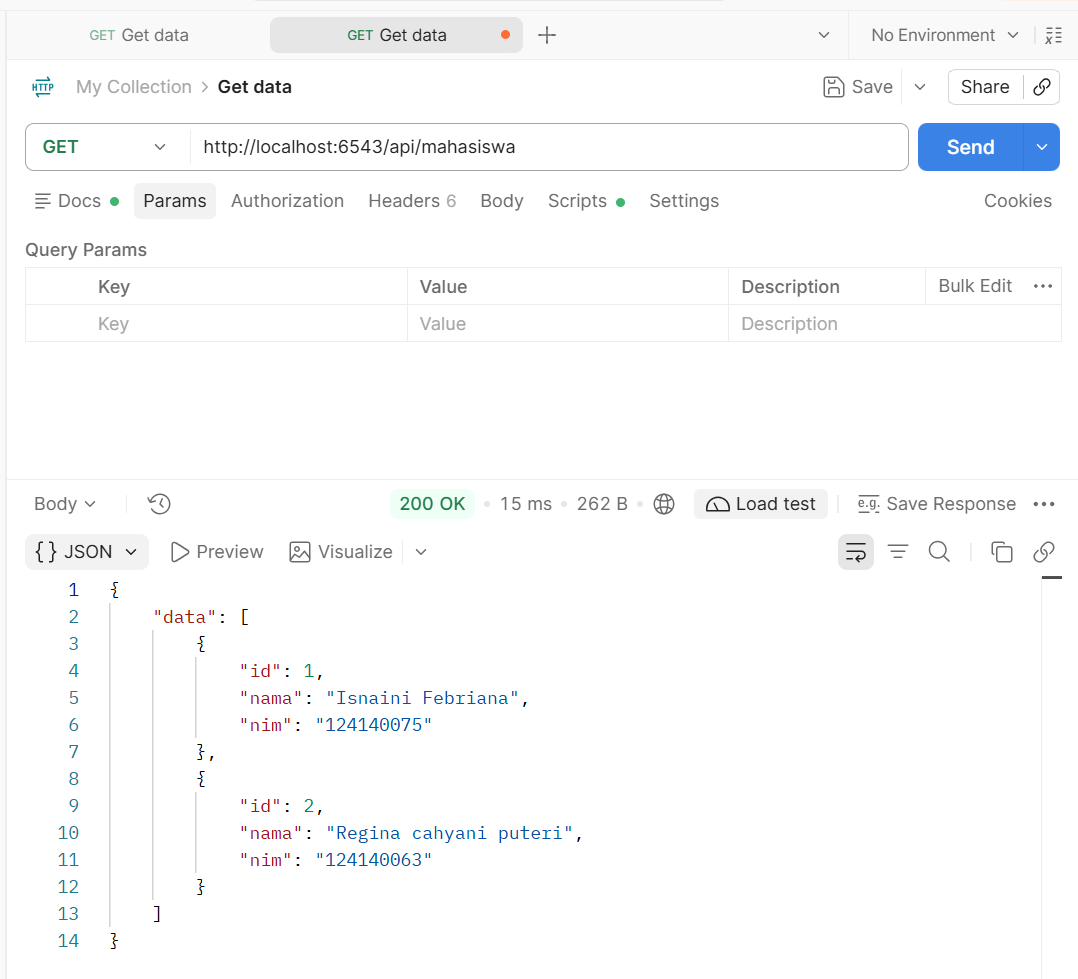 GET Get data GET Get data No Environment
HTTP My Collection > Get data Save Share
GET http://localhost:6543/api/mahasiswa Send
Docs Params Authorization Headers 6 Body Scripts Settings Cookies
Query Params
Key Value Description Bulk Edit
Key Value Description
Body 200 OK 15 ms 262 B Load test e.g. Save Response
{} JSON Preview Visualize
1 {
2 "data": [
3 {
4 "id": 1,
5 "nama": "Isnaini Febriana",
6 "nim": "124140075"
7 },
8 {
9 "id": 2,
10 "nama": "Regina cahyani puteri",
11 "nim": "124140063"
12 }
13 ]
14 }